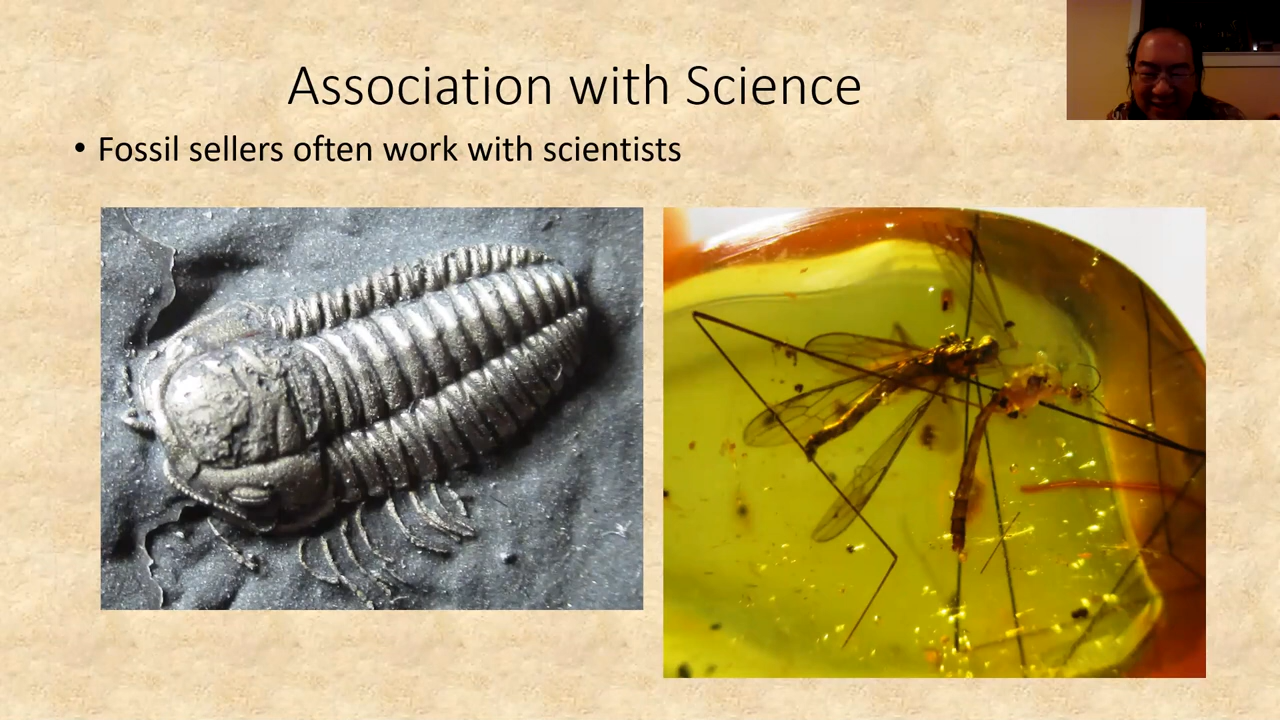 Association with Science
• Fossil sellers often work with scientists